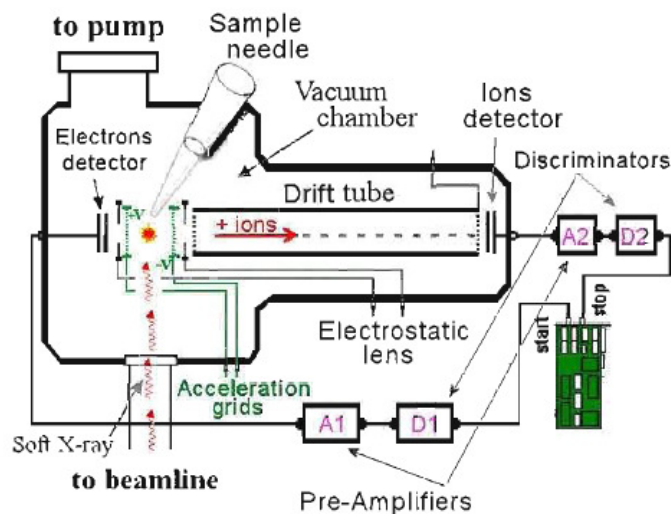 to pump
Sample
needle
Vacuum
chamber
Ions
detector
Electrons
detector
Discriminators
Drift tube
+V
+ ions
-V
A2
D2
Electrostatic
lens
start
stop
Acceleration
grids
Soft X-ray
A1
D1
to beamline
Pre-Amplifiers